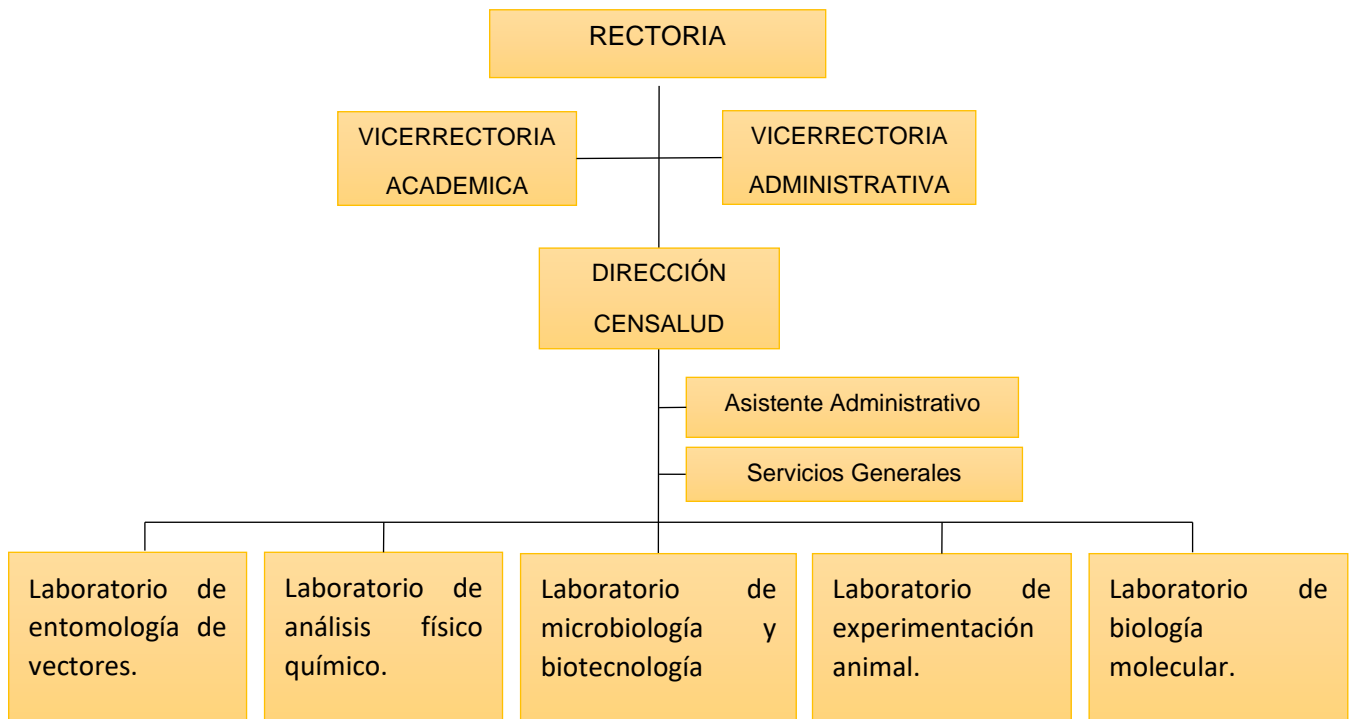 RECTORIA
VICERRECTORIA
ACADEMICA
VICERRECTORIA
ADMINISTRATIVA
DIRECCIÓN
CENSALUD
Asistente Administrativo
Servicios Generales
Laboratorio de
entomología de
vectores.
Laboratorio de
análisis físico
químico.
Laboratorio de
microbiología y
biotecnología
Laboratorio de
experimentación
animal.
Laboratorio de
biología
molecular.